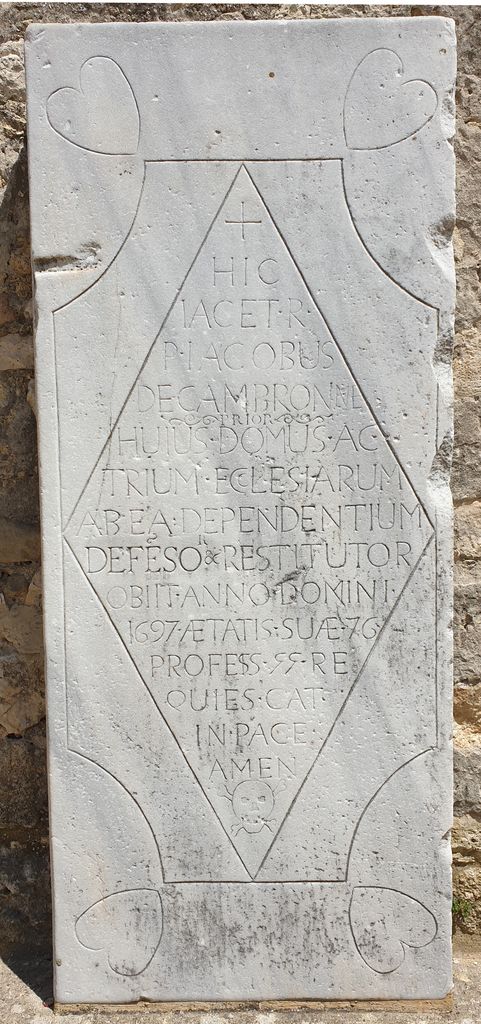 HIC
IACET·R·
P·IACOBUS
DECAMBRONNE
PRIOR
HUIUS·DOMUS·AC
TRIUM·ECCLESIARUM
AB EA·DEPENDENTIUM
DEFESO & RESTITUTOR
OBIIT·ANNO·DOMINI·
1697·ÆTATIS·SUÆ·76·
PROFESS·55·RE
QUIES·CAT·
IN·PACE·
AMEN